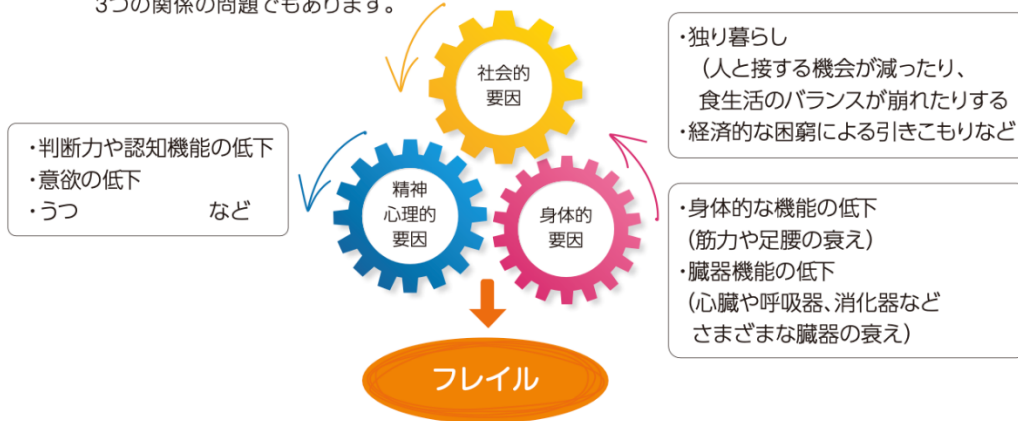 3つの関係の問題でもあります。
社会的
要因
・独り暮らし
（人と接する機会が減ったり、
食生活のバランスが崩れたりする
・経済的な困窮による引きこもりなど
・判断力や認知機能の低下
・意欲の低下
・うつ　など
精神
心理的
要因
身体的
要因
・身体的な機能の低下
（筋力や足腰の衰え）
・臓器機能の低下
（心臓や呼吸器、消化器など
さまざまな臓器の衰え）
フレイル